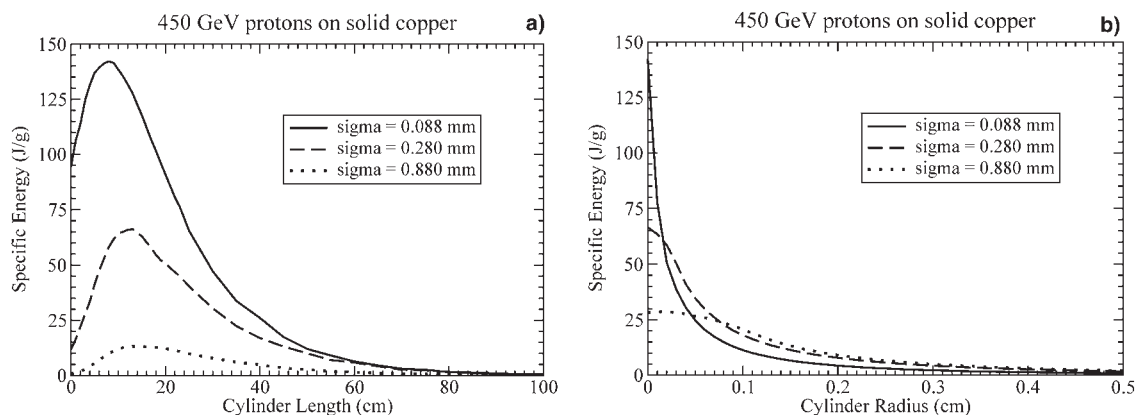 450 GeV protons on solid copper
a)
150
125
100
75
50
25
0
Specific Energy (J/g)
sigma = 0.088 mm
sigma = 0.280 mm
sigma = 0.880 mm
0
20
40
60
80
100
Cylinder Length (cm)
450 GeV protons on solid copper
b)
150
125
100
75
50
25
0
Specific Energy (J/g)
sigma = 0.088 mm
sigma = 0.280 mm
sigma = 0.880 mm
0
0.1
0.2
0.3
0.4
0.5
Cylinder Radius (cm)